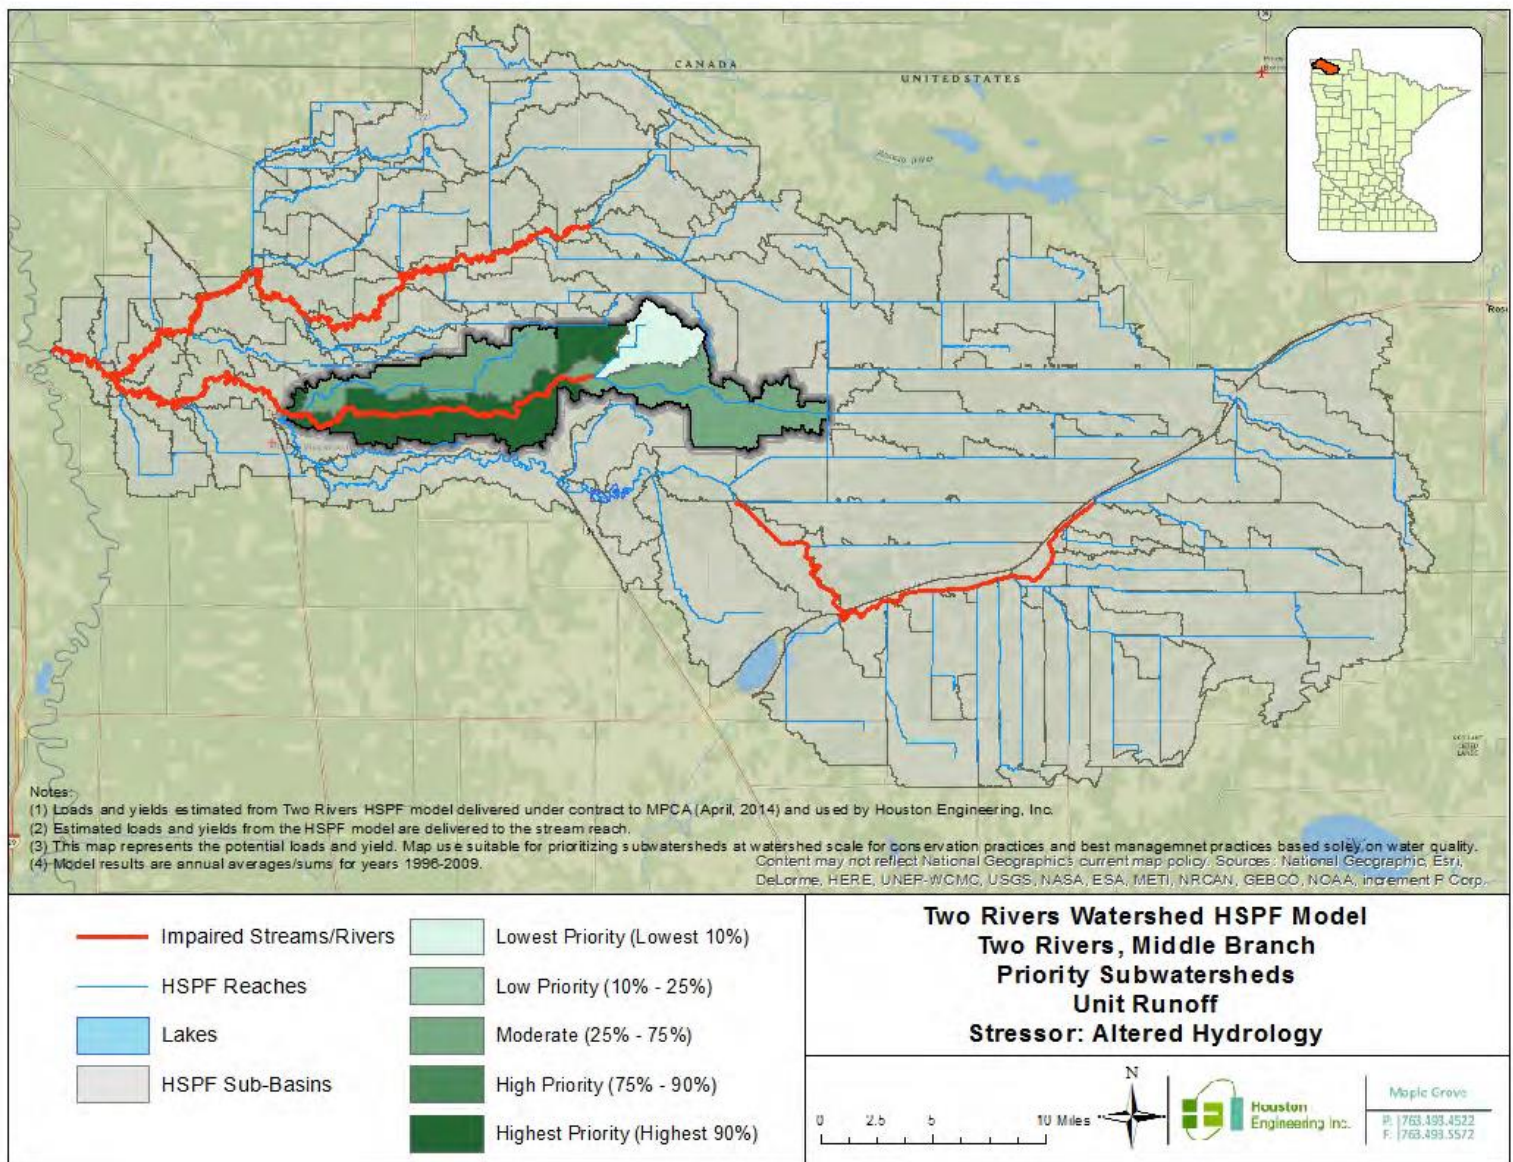 CANADA
UNITED STATES
Notes:
(1) Loads and yields estimated from Two Rivers HSPF model delivered under contract to MPCA (April, 2014) and used by Houston Engineering, Inc.
(2) Estimated loads and yields from the HSPF model are delivered to the stream reach.
(3) This map represents the potential loads and yield. Map use suitable for prioritizing subwatersheds at watershed scale for conservation practices and best managemnet practices based soley on water quality.
(4) Model results are annual averages/sums for years 1996-2009.
Content may not reflect National Geographic's current map policy. Sources: National Geographic, Esri,
DeLorme, HERE, UNEP-WCMC, USGS, NASA, ESA, METI, NRCAN, GEBCO, NOAA, increment P Corp.
Impaired Streams/Rivers
HSPF Reaches
Lakes
HSPF Sub-Basins
Lowest Priority (Lowest 10%)
Low Priority (10% - 25%)
Moderate (25% - 75%)
High Priority (75% - 90%)
Highest Priority (Highest 90%)
Two Rivers Watershed HSPF Model
Two Rivers, Middle Branch
Priority Subwatersheds
Unit Runoff
Stressor: Altered Hydrology
0 2.5 5 10 Miles
N
Houston
Engineering Inc.
Maple Grove
P: |763.493.4522
F: |763.493.5572